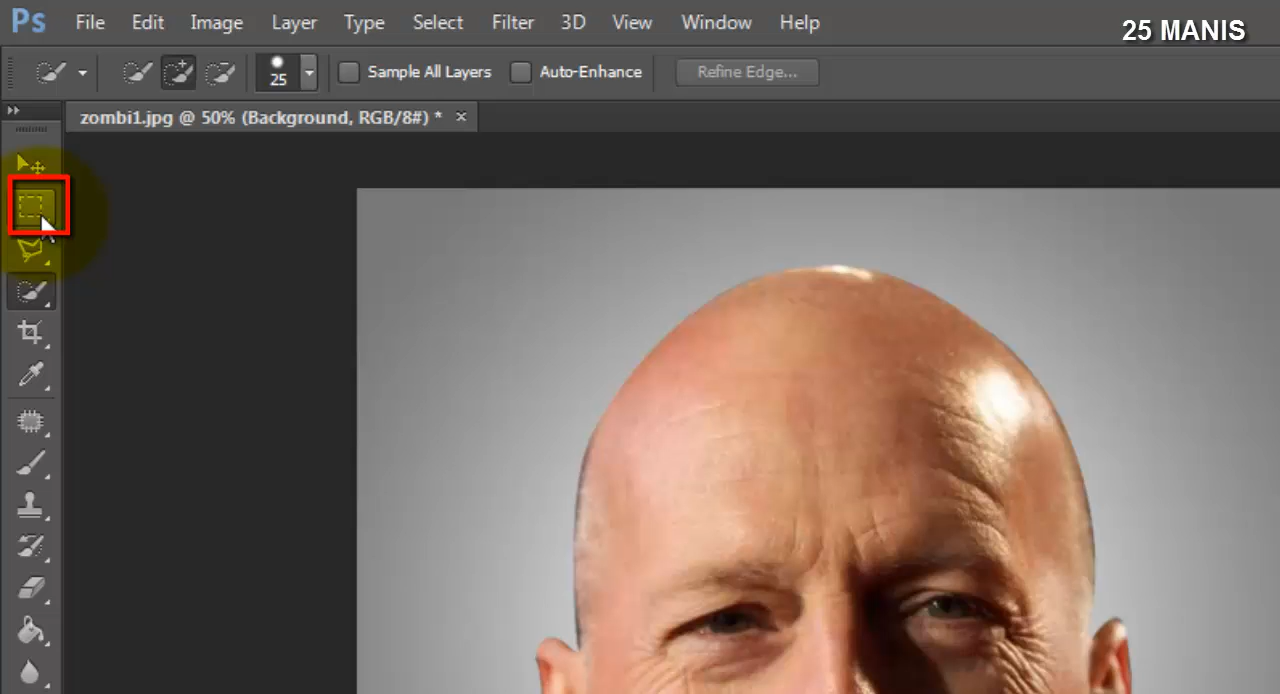 Ps File Edit Image Layer Type Select Filter 3D View Window Help
25 MANIS
25 Sample All Layers Auto-Enhance Refine Edge...
zombi1.jpg @ 50% (Background, RGB/8#) * ×